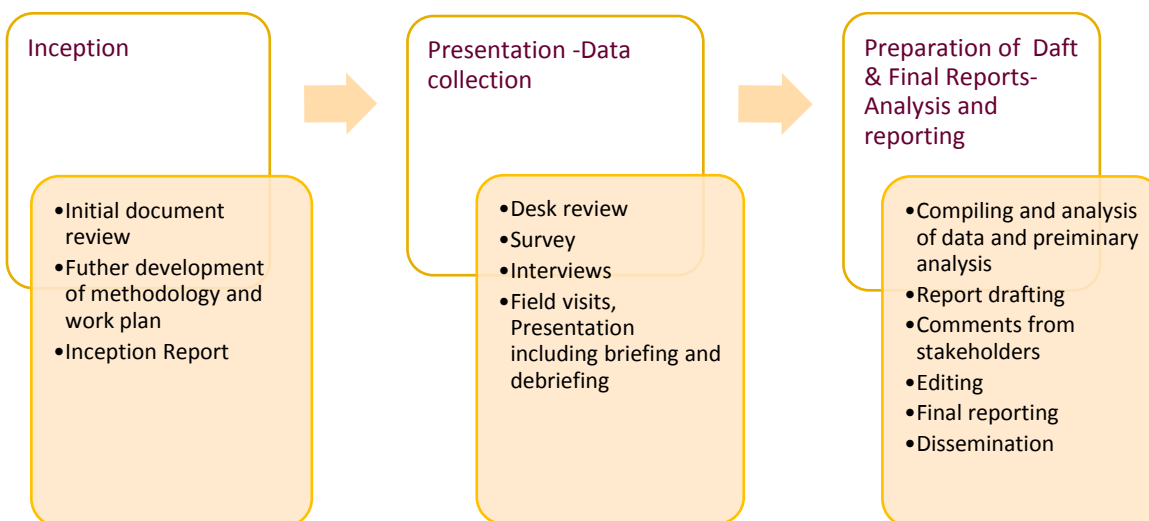 Inception
•Initial document
review
•Futher development
of methodology and
work plan
•Inception Report
Presentation -Data
collection
•Desk review
•Survey
•Interviews
•Field visits,
Presentation
including briefing and
debriefing
Preparation of Daft
& Final Reports-
Analysis and
reporting
•Compiling and analysis
of data and preiminary
analysis
•Report drafting
•Comments from
stakeholders
•Editing
•Final reporting
•Dissemination